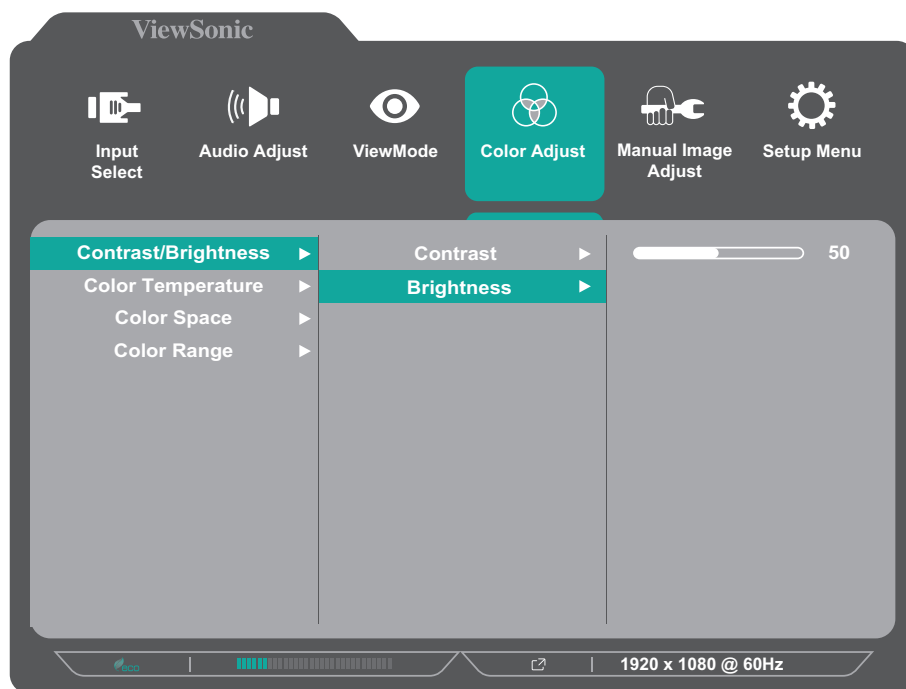 ViewSonic
Input
Select
Audio Adjust
ViewMode
Color Adjust
Manual Image
Adjust
Setup Menu
Contrast/Brightness
Contrast
50
Color Temperature
Brightness
Color Space
Color Range
eco
1920 x 1080 @ 60Hz